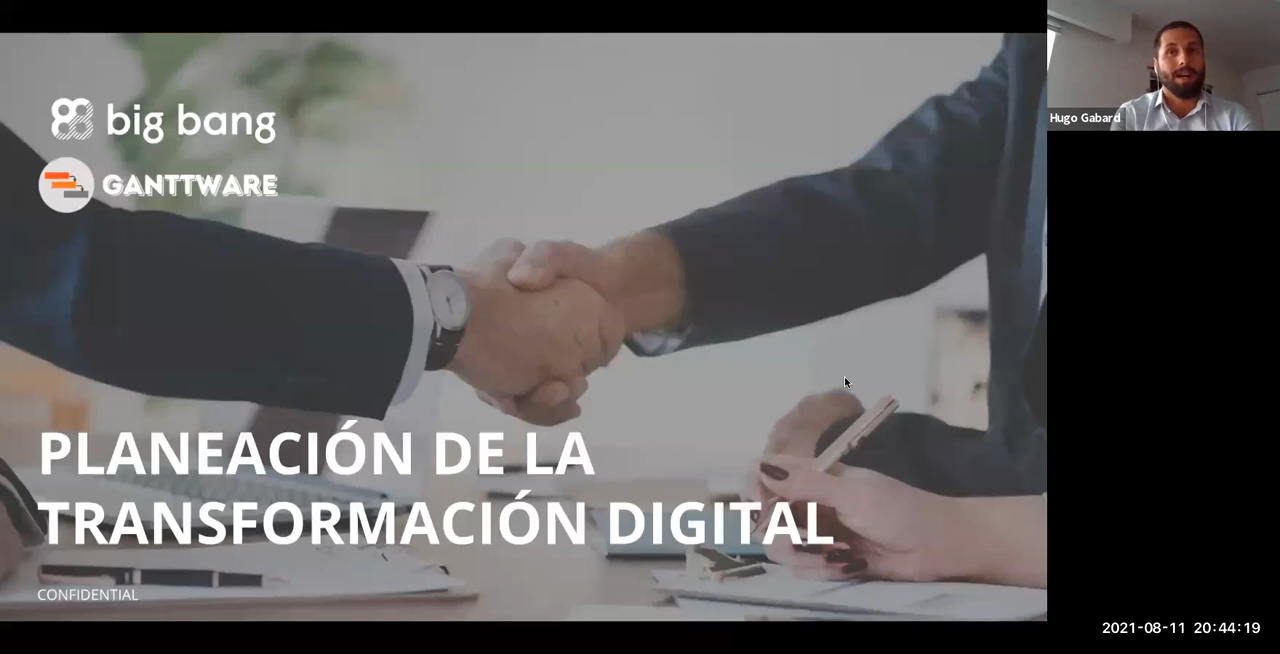 big bang
GANTTWARE
PLANEACIÓN DE LA
TRANSFORMACIÓN DIGITAL
CONFIDENTIAL
Hugo Gabard
2021-08-11 20:44:19